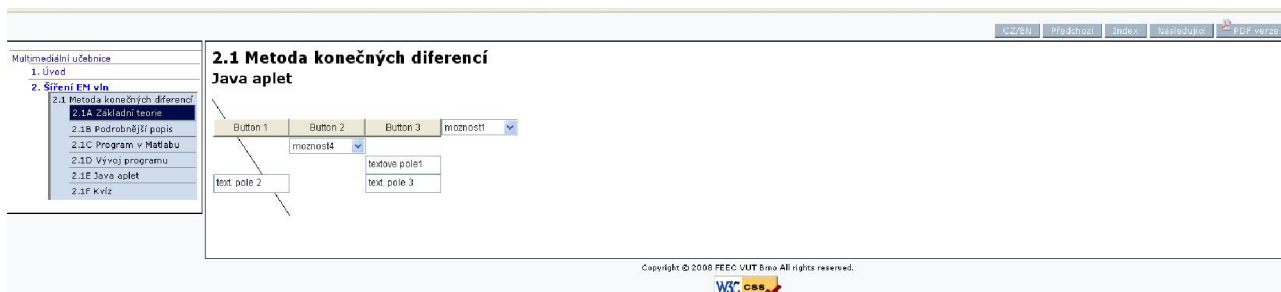 CZ/EN Předchozí Index Následující PDF verze
Multimediální učebnice
1. Úvod
2. Šíření EM vln
2.1 Metoda konečných diferencí
2.1A Základní teorie
2.1B Podrobnější popis
2.1C Program v Matlabu
2.1D Vývoj programu
2.1E Java aplet
2.1F Kvíz
2.1 Metoda konečných diferencí
Java aplet
Button 1 Button 2 Button 3 moznost1
moznost4
textove pole1
text. pole 2 text. pole 3
Copyright © 2008 FEEC VUT Brno All rights reserved.
W3C css